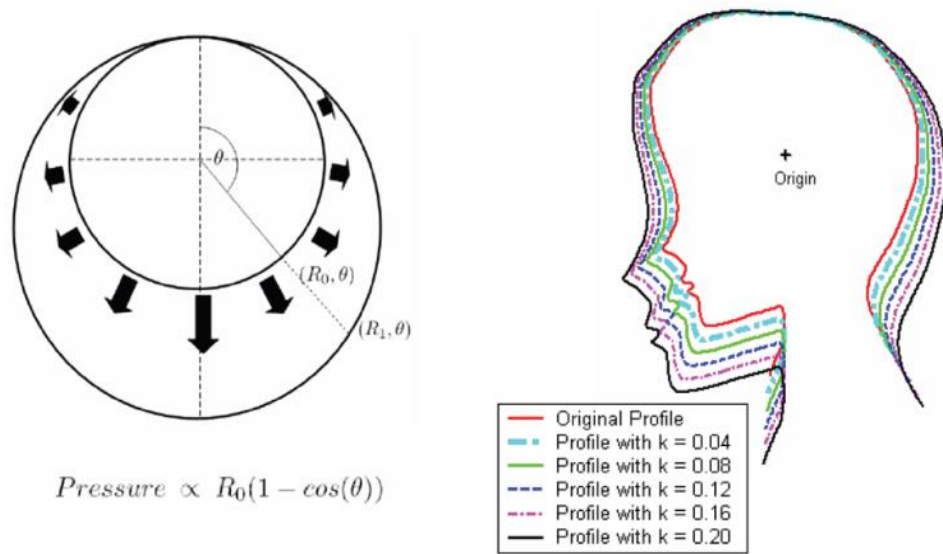 θ
(R₀, θ)
(R₁, θ)
Pressure ∝ R₀(1 − cos(θ))
+
Origin
Original Profile
Profile with k = 0.04
Profile with k = 0.08
Profile with k = 0.12
Profile with k = 0.16
Profile with k = 0.20